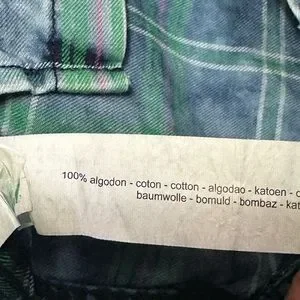 100% algodon - coton - cotton - algodao - katoen -
baumwolle - bomuld - bombaz -